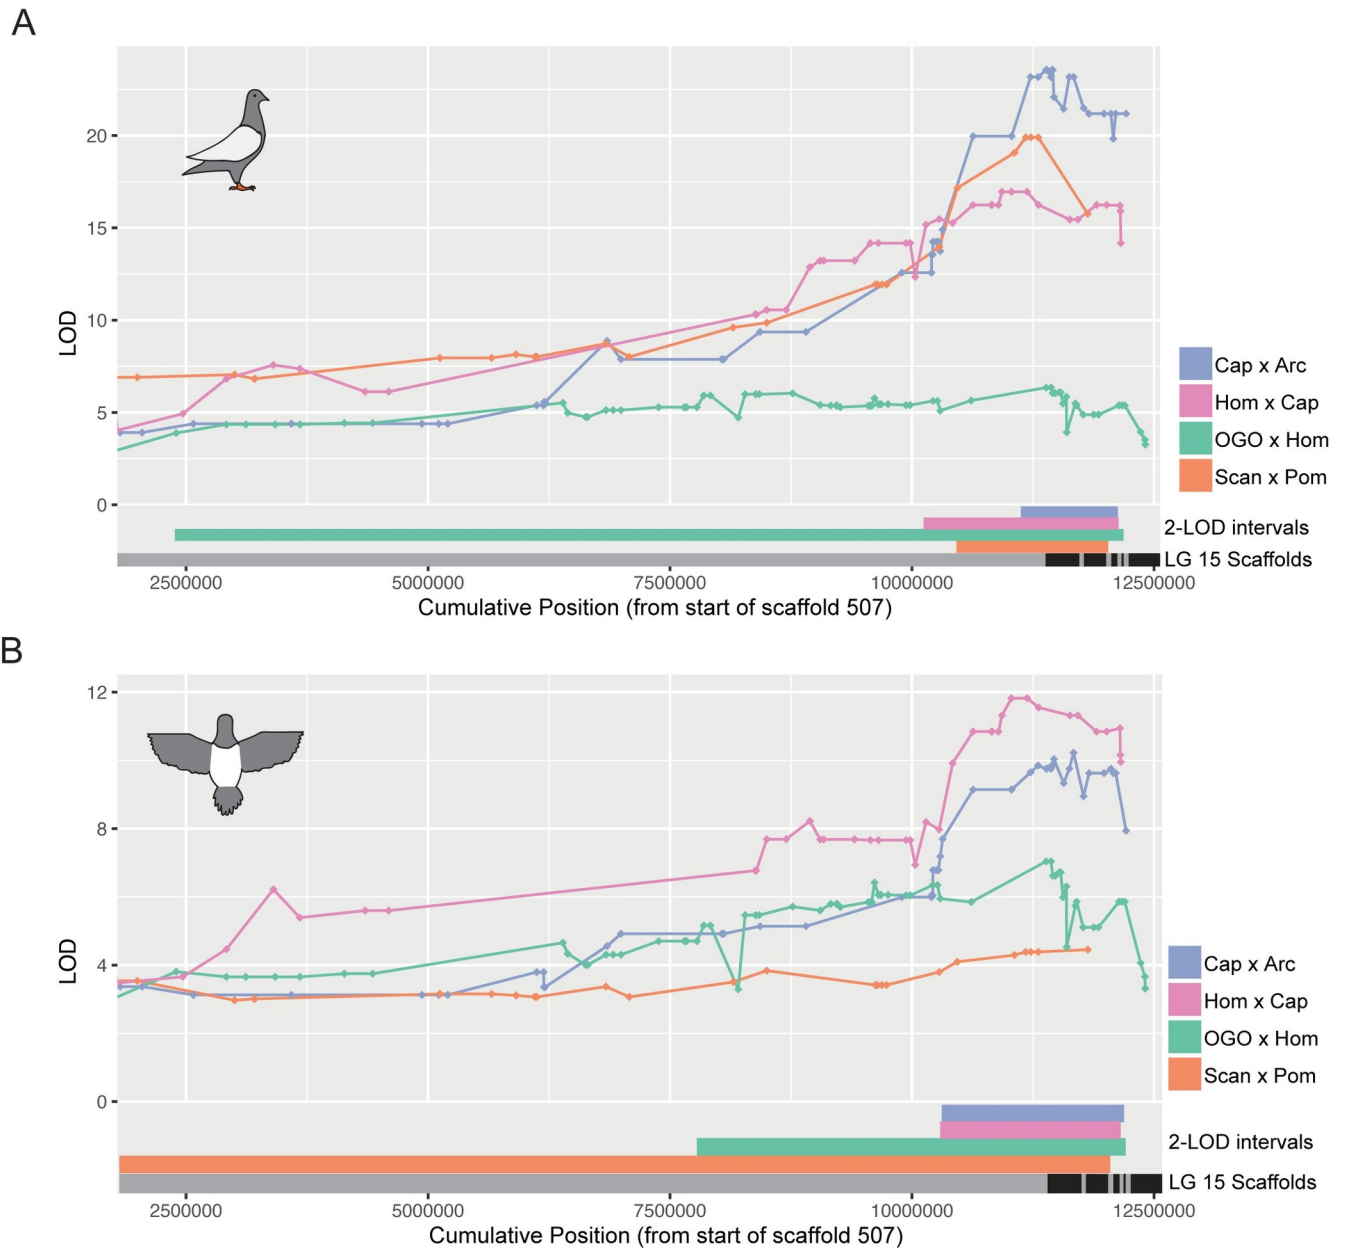 A
LOD
20
15
10
5
0
Cap x Arc
Hom x Cap
OGO x Hom
Scan x Pom
2-LOD intervals
LG 15 Scaffolds
2500000 5000000 7500000 10000000 12500000
Cumulative Position (from start of scaffold 507)
B
LOD
12
8
4
0
Cap x Arc
Hom x Cap
OGO x Hom
Scan x Pom
2-LOD intervals
LG 15 Scaffolds
2500000 5000000 7500000 10000000 12500000
Cumulative Position (from start of scaffold 507)